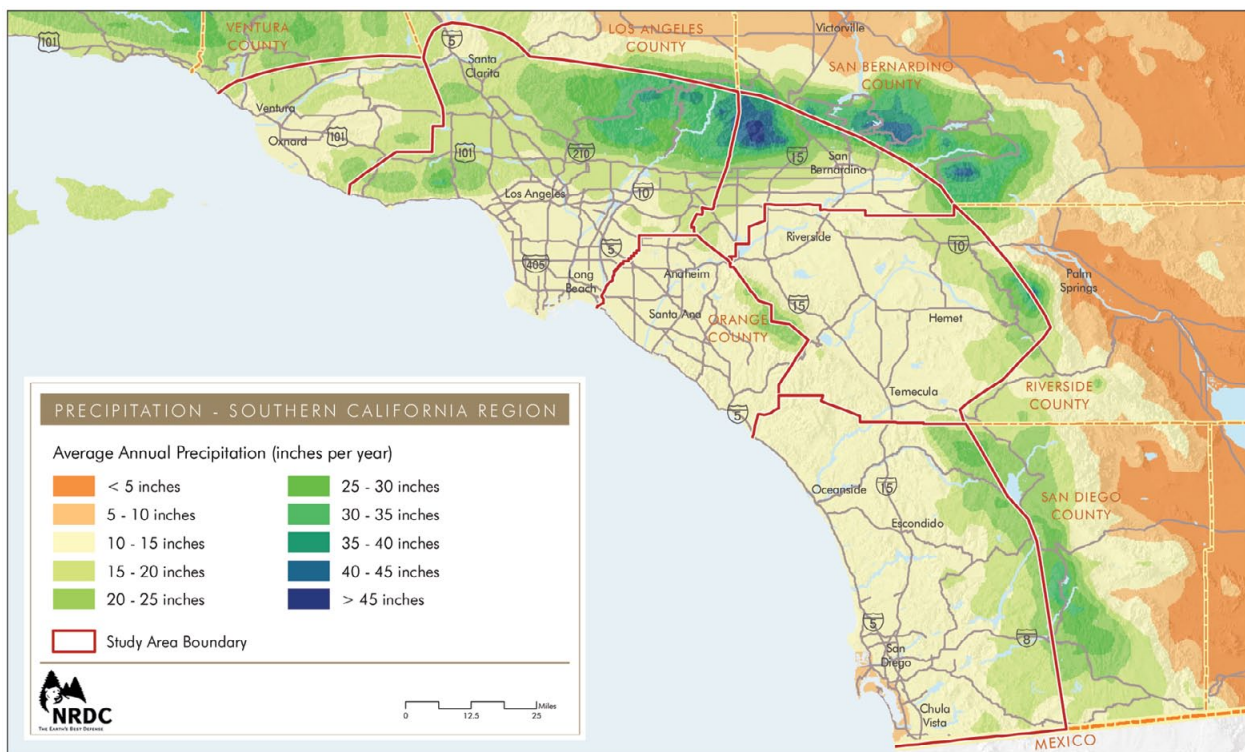 VENTURA
COUNTY
LOS ANGELES
COUNTY
Victorville
SAN BERNARDINO
COUNTY
101
5
Santa
Clarita
Ventura
101
Oxnard
101
210
15
San
Bernardino
Los Angeles
10
5
Riverside
10
405
Long
Beach
Anaheim
Palm
Springs
Santa Ana
ORANGE
COUNTY
15
Hemet
Temecula
RIVERSIDE
COUNTY
5
Oceanside
15
Escondido
SAN DIEGO
COUNTY
5
San
Diego
8
Chula
Vista
MEXICO
PRECIPITATION - SOUTHERN CALIFORNIA REGION
Average Annual Precipitation (inches per year)
< 5 inches
5 - 10 inches
10 - 15 inches
15 - 20 inches
20 - 25 inches
25 - 30 inches
30 - 35 inches
35 - 40 inches
40 - 45 inches
> 45 inches
Study Area Boundary
NRDC
THE EARTH'S BEST DEFENSE
Miles
0 12.5 25